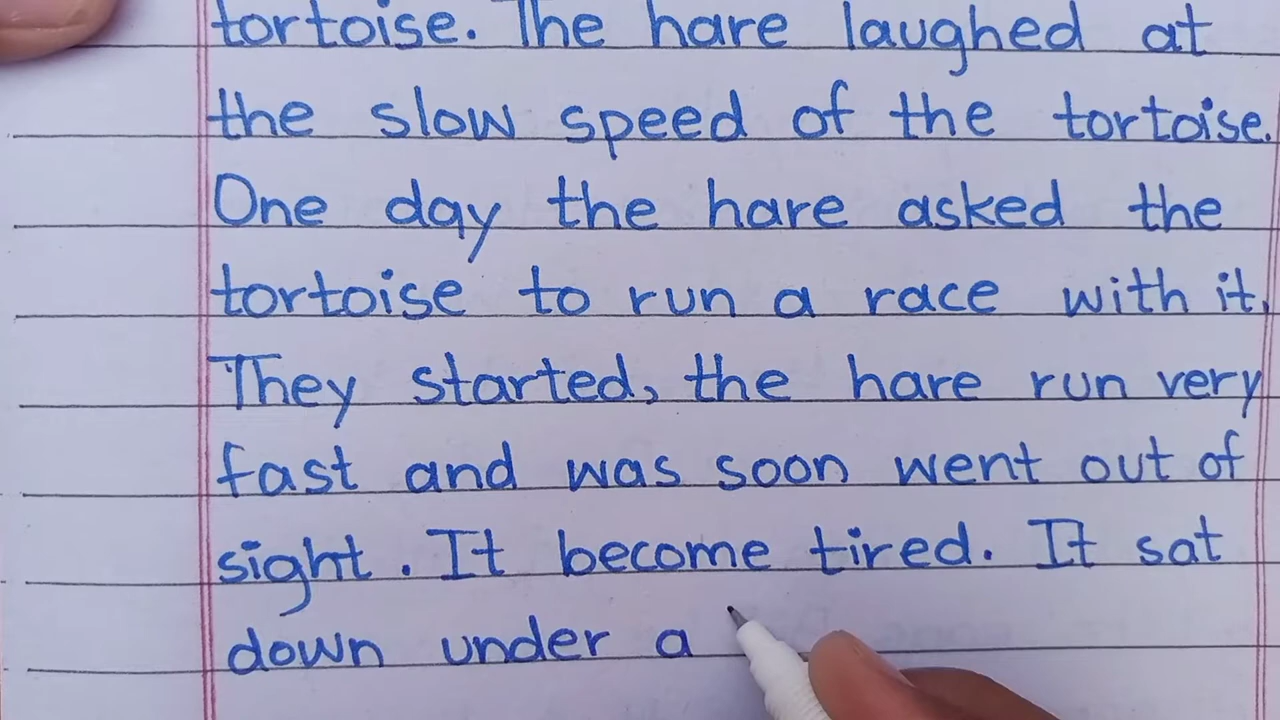 tortoise. The hare laughed at
the slow speed of the tortoise.
One day the hare asked the
tortoise to run a race with it.
They started, the hare run very
fast and was soon went out of
sight. It become tired. It sat
down under a